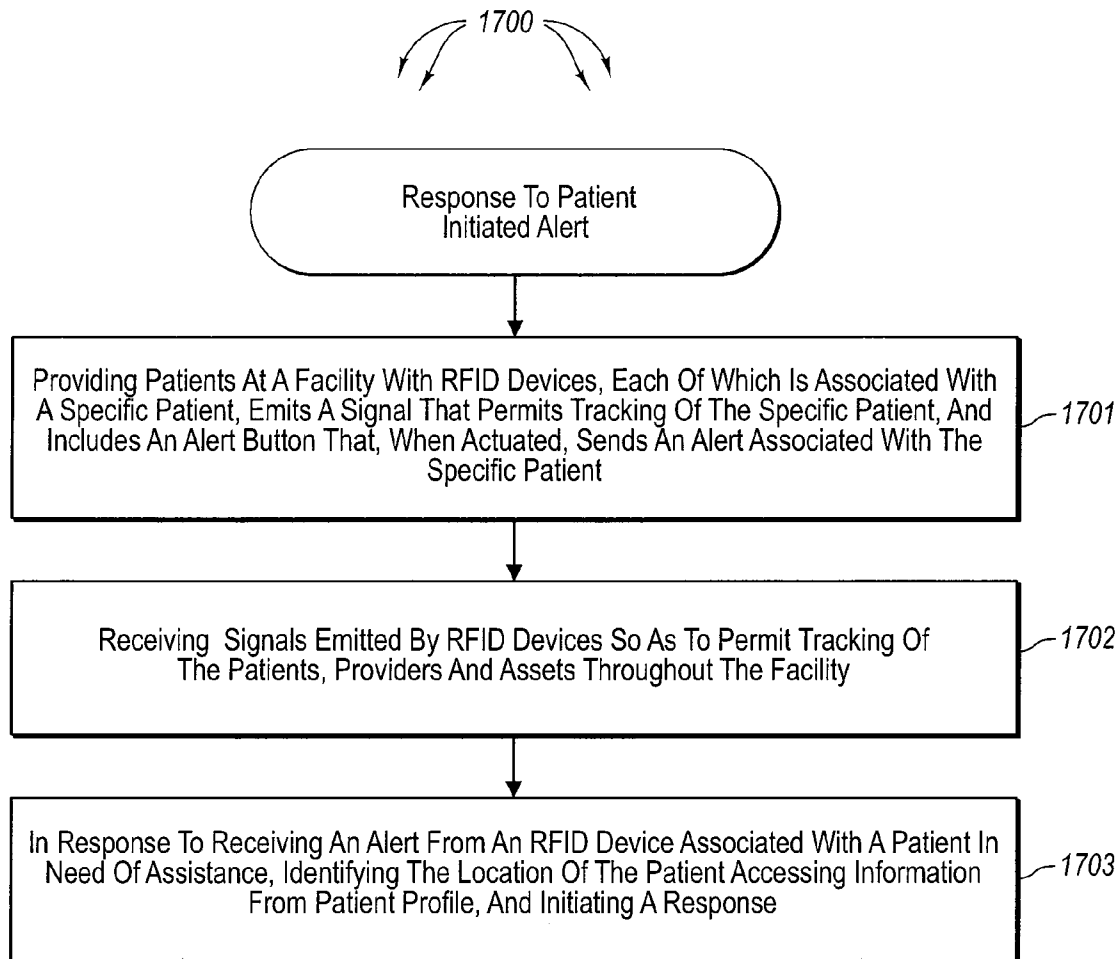 1700
Response To Patient
Initiated Alert
Providing Patients At A Facility With RFID Devices, Each Of Which Is Associated With
A Specific Patient, Emits A Signal That Permits Tracking Of The Specific Patient, And
Includes An Alert Button That, When Actuated, Sends An Alert Associated With The
Specific Patient
1701
Receiving Signals Emitted By RFID Devices So As To Permit Tracking Of
The Patients, Providers And Assets Throughout The Facility
1702
In Response To Receiving An Alert From An RFID Device Associated With A Patient In
Need Of Assistance, Identifying The Location Of The Patient Accessing Information
From Patient Profile, And Initiating A Response
1703